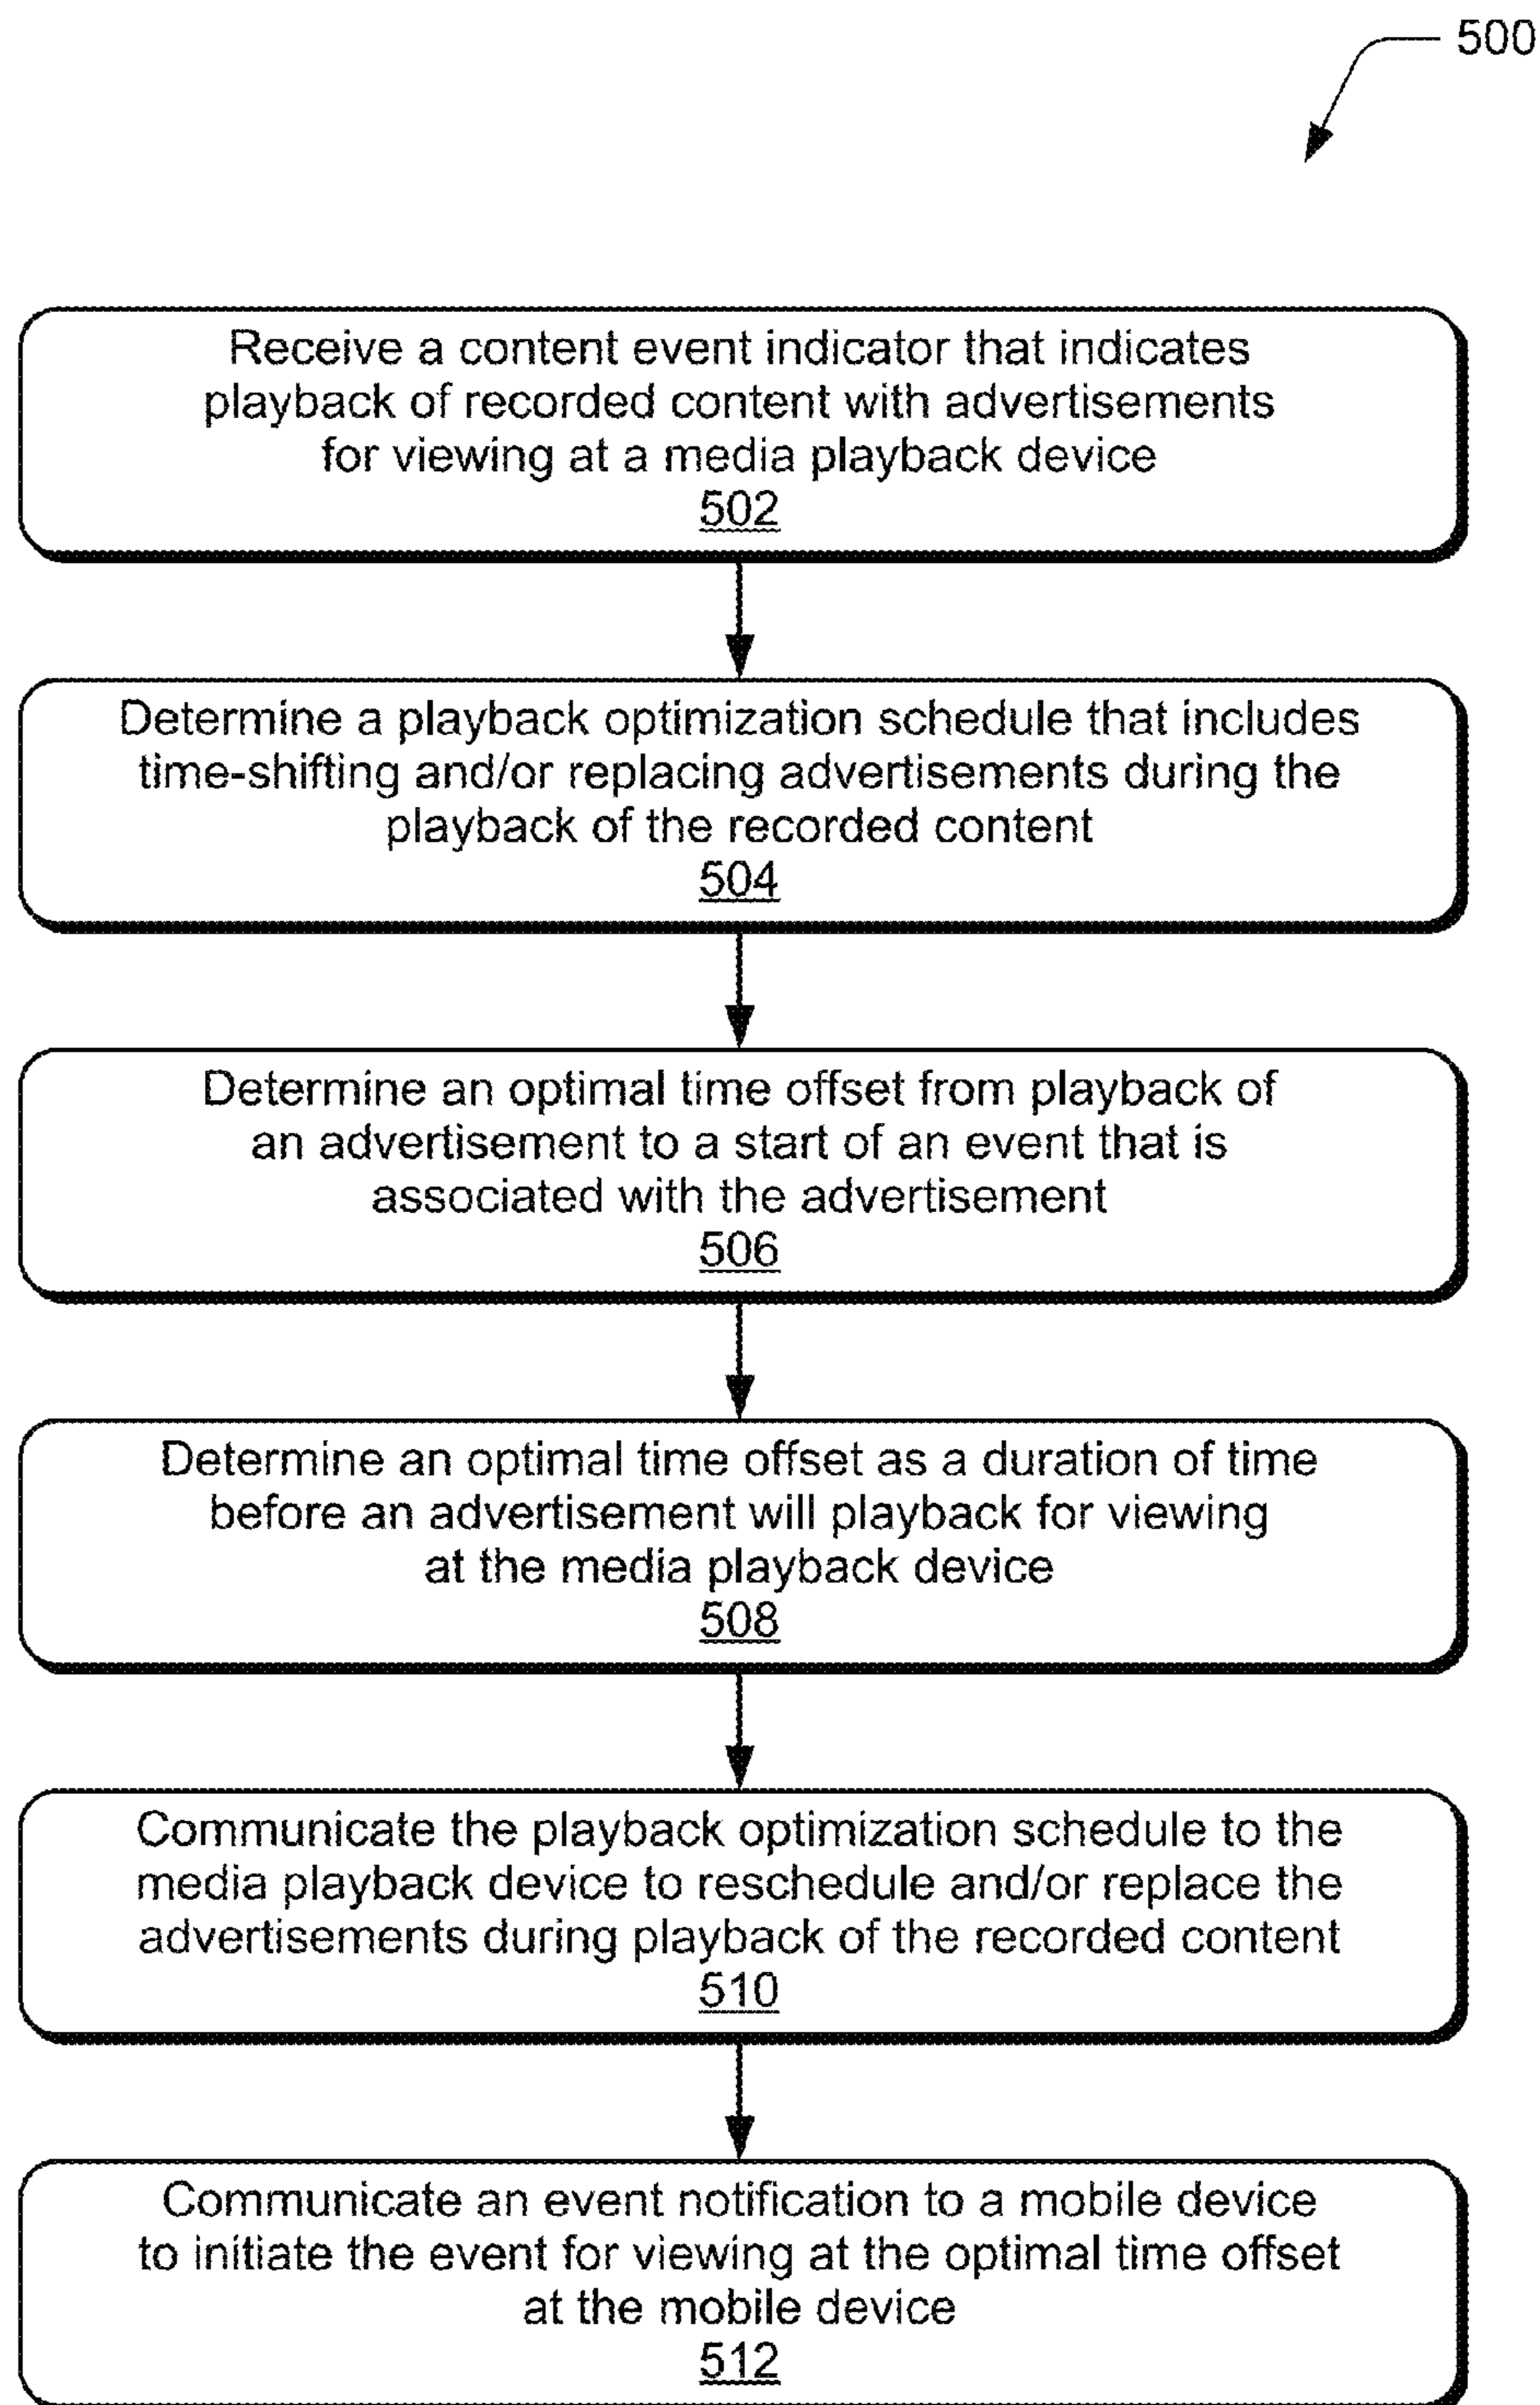 500
Receive a content event indicator that indicates
playback of recorded content with advertisements
for viewing at a media playback device
502
Determine a playback optimization schedule that includes
time-shifting and/or replacing advertisements during the
playback of the recorded content
504
Determine an optimal time offset from playback of
an advertisement to a start of an event that is
associated with the advertisement
506
Determine an optimal time offset as a duration of time
before an advertisement will playback for viewing
at the media playback device
508
Communicate the playback optimization schedule to the
media playback device to reschedule and/or replace the
advertisements during playback of the recorded content
510
Communicate an event notification to a mobile device
to initiate the event for viewing at the optimal time offset
at the mobile device
512